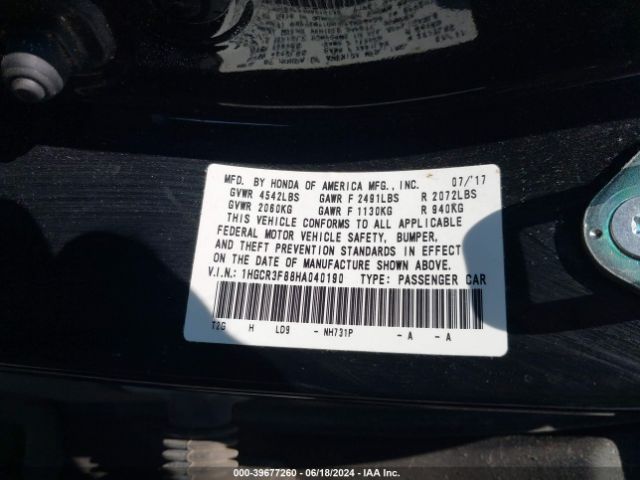 MFD. BY HONDA OF AMERICA MFG., INC. 07/'17
GVWR 4542LBS GAWR F 2491LBS R 2072LBS
GVWR 2060KG GAWR F 1130KG R 940KG
THIS VEHICLE CONFORMS TO ALL APPLICABLE
FEDERAL MOTOR VEHICLE SAFETY, BUMPER,
AND THEFT PREVENTION STANDARDS IN EFFECT
ON THE DATE OF MANUFACTURE SHOWN ABOVE.
V.I.N.: 1HGCR3F88HA040190 TYPE: PASSENGER CAR
T2G H LD9 - NH731P - A - A
000-39677260 - 06/18/2024 - IAA Inc.